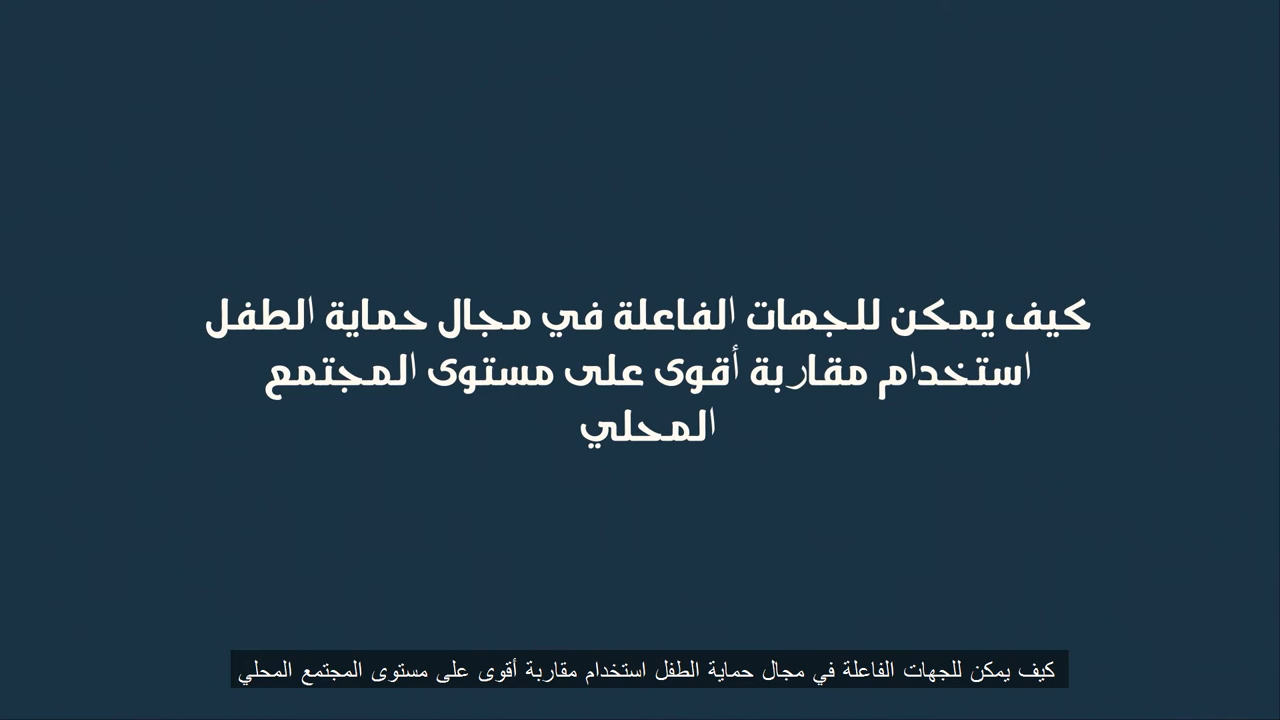 كيف يمكن للجهات الفاعلة في مجال حماية الطفل
استخدام مقاربة أقوى على مستوى المجتمع
المحلي
كيف يمكن للجهات الفاعلة في مجال حماية الطفل استخدام مقاربة أقوى على مستوى المجتمع المحلي